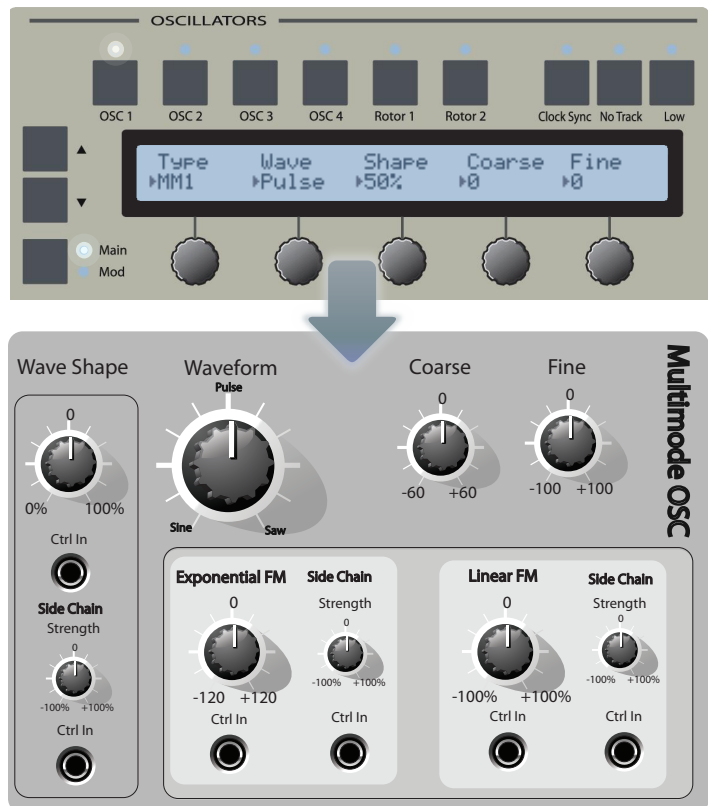 OSCILLATORS
OSC 1 OSC 2 OSC 3 OSC 4 Rotor 1 Rotor 2 Clock Sync No Track Low
▲
Type Wave Shape Coarse Fine
▸MM1 ▸Pulse ▸50% ▸0 ▸0
▼
Main
Mod
Multimode OSC
Wave Shape
0
0% 100%
Ctrl In
Side Chain
Strength
0
-100% +100%
Ctrl In
Waveform
Pulse
Sine Saw
Coarse
0
-60 +60
Fine
0
-100 +100
Exponential FM
0
-120 +120
Ctrl In
Side Chain
Strength
0
-100% +100%
Ctrl In
Linear FM
0
-100% +100%
Ctrl In
Side Chain
Strength
0
-100% +100%
Ctrl In